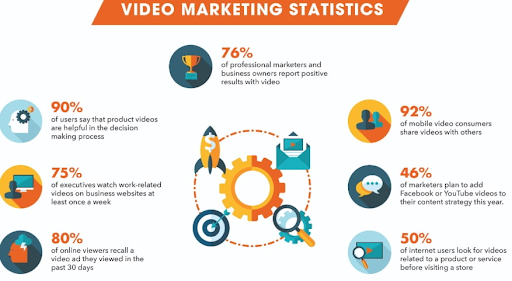 VIDEO MARKETING STATISTICS
76%
of professional marketers and
business owners report positive
results with video
90%
of users say that product videos
are helpful in the decision
making process
75%
of executives watch work-related
videos on business websites at
least once a week
80%
of online viewers recall a
video ad they viewed in the
past 30 days
92%
of mobile video consumers
share videos with others
46%
of marketers plan to add
Facebook or YouTube videos to
their content strategy this year.
50%
of internet users look for videos
related to a product or service
before visiting a store